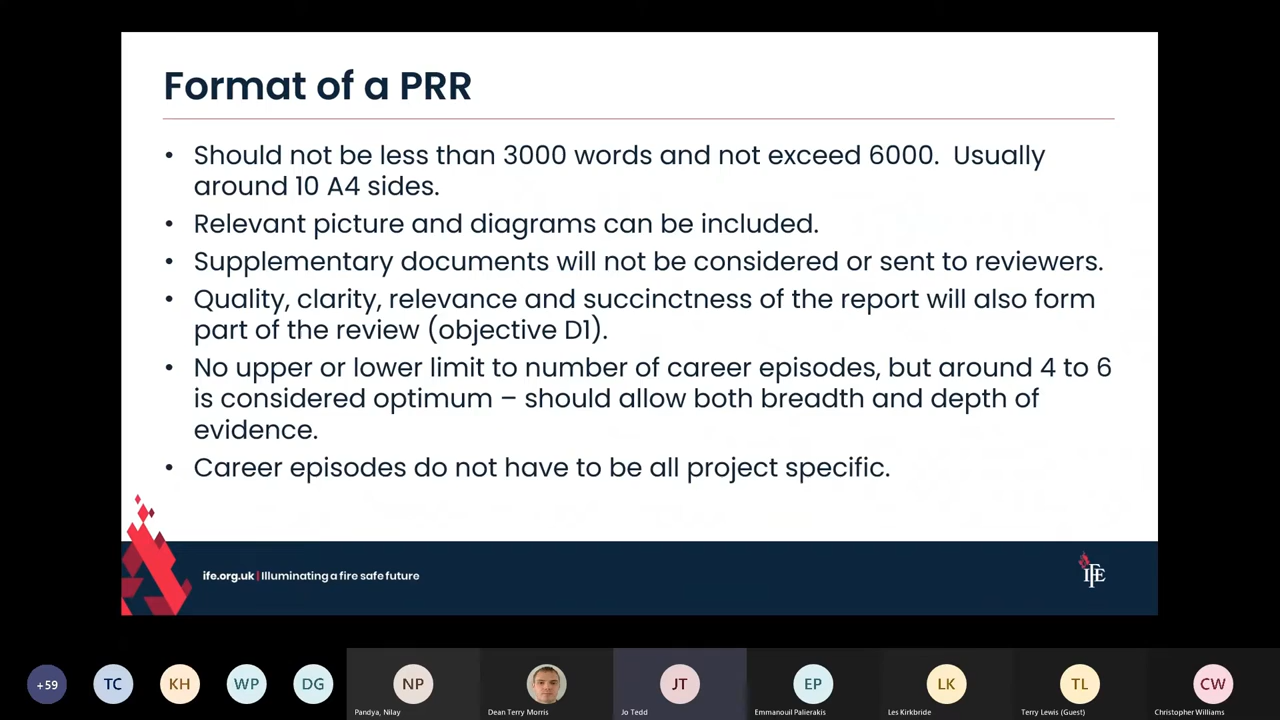 Format of a PRR
• Should not be less than 3000 words and not exceed 6000. Usually
around 10 A4 sides.
• Relevant picture and diagrams can be included.
• Supplementary documents will not be considered or sent to reviewers.
• Quality, clarity, relevance and succinctness of the report will also form
part of the review (objective D1).
• No upper or lower limit to number of career episodes, but around 4 to 6
is considered optimum – should allow both breadth and depth of
evidence.
• Career episodes do not have to be all project specific.
ife.org.uk | Illuminating a fire safe future
IFE
+59 TC KH WP DG NP JT EP LK TL CW
Pandya, Nilay Dean Terry Morris Jo Tedd Emmanouil Palierakis Les Kirkbride Terry Lewis (Guest) Christopher Williams